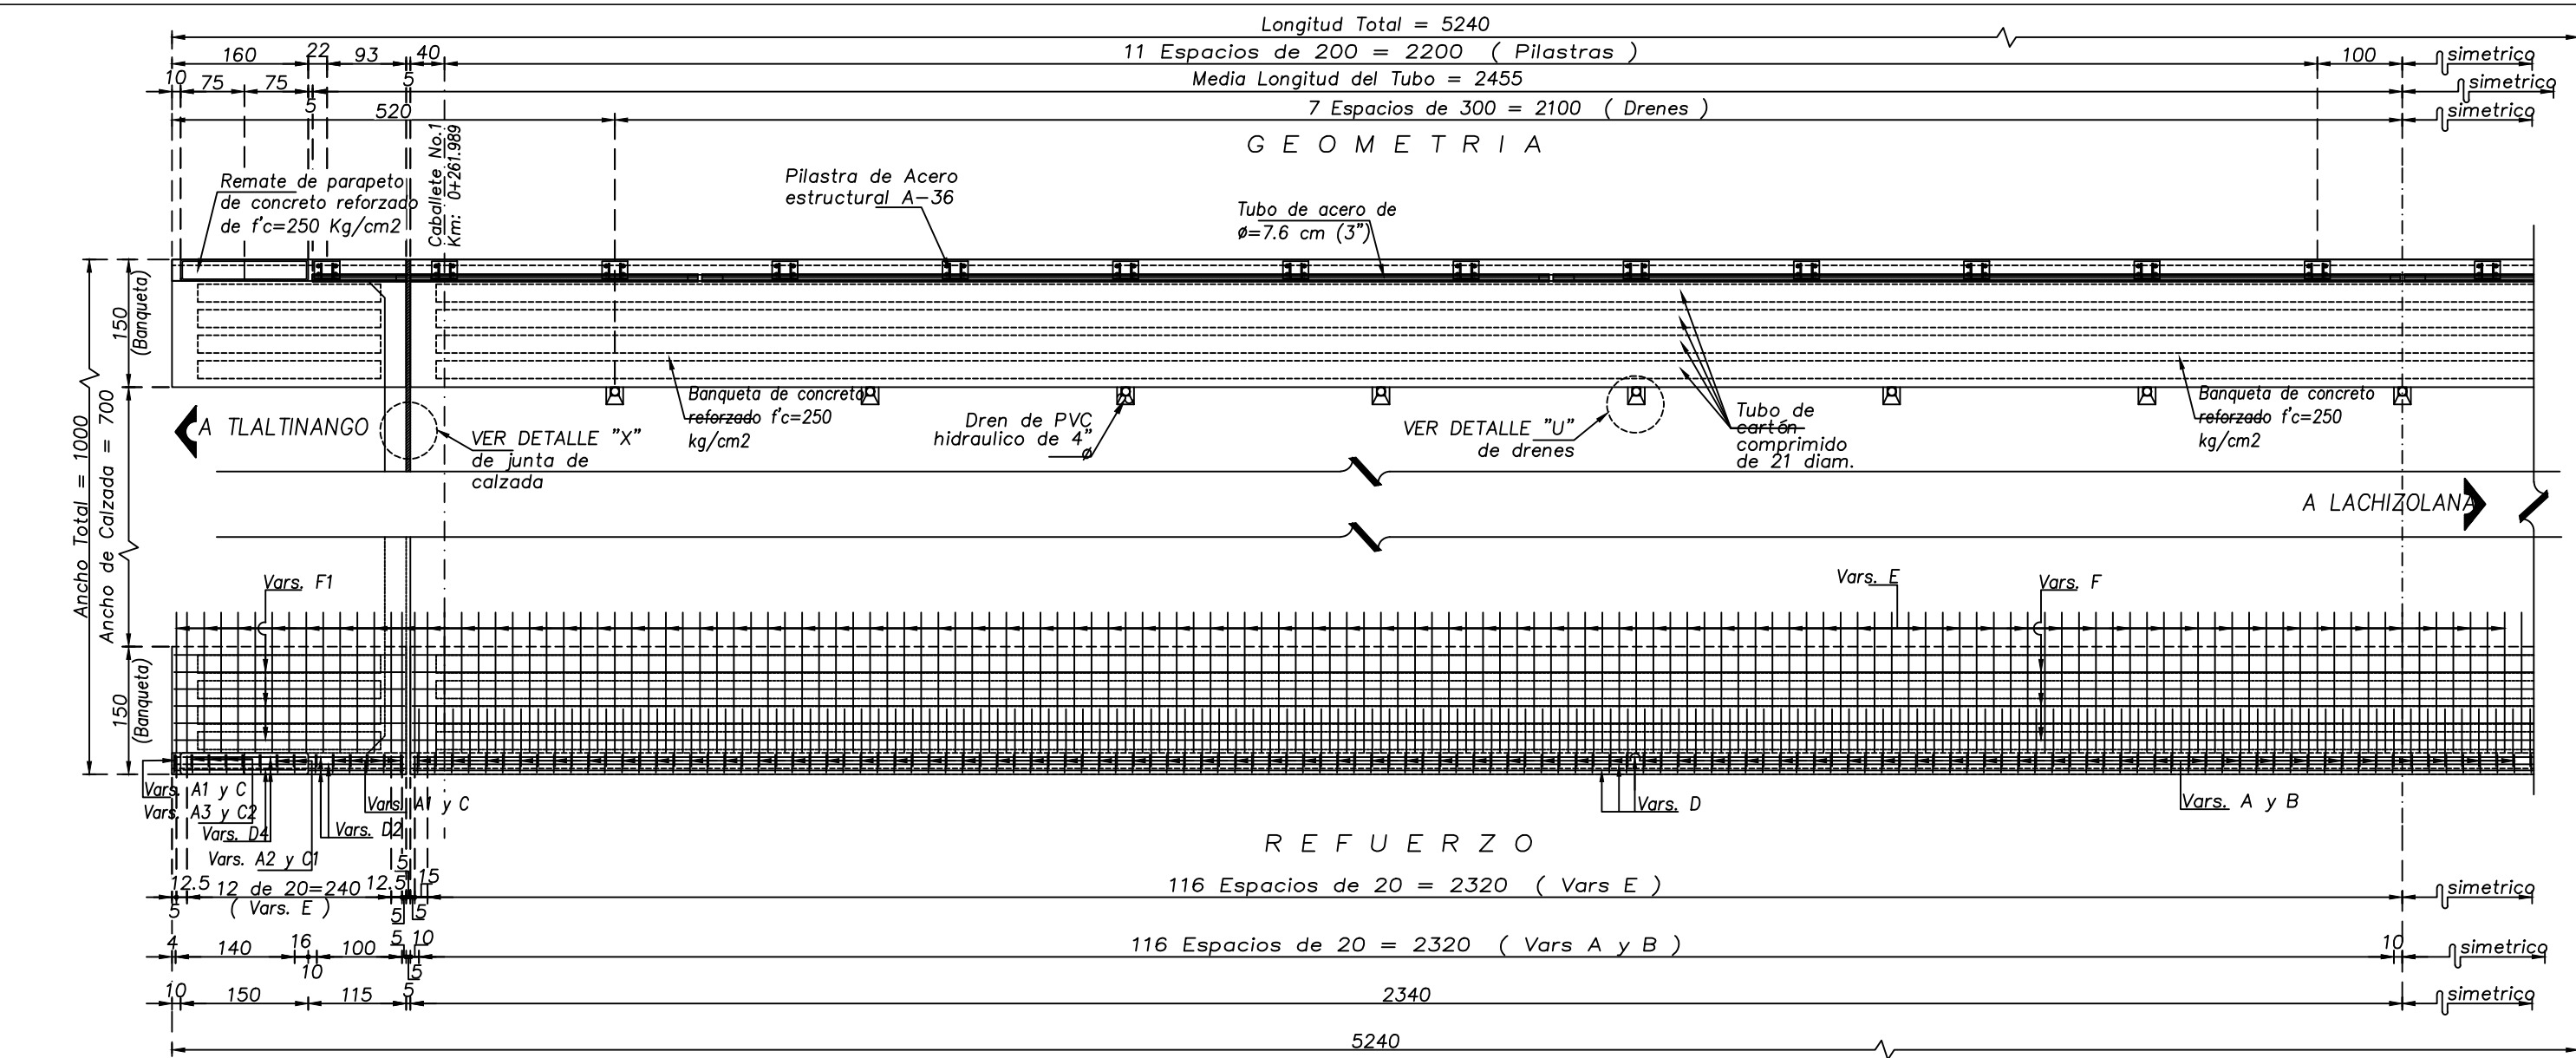 Longitud Total = 5240
160
22
93
40
11 Espacios de 200 = 2200 ( Pilastras )
100
simetrico
10
75
75
5
5
Media Longitud del Tubo = 2455
simetrico
520
7 Espacios de 300 = 2100 ( Drenes )
simetrico
GEOMETRIA
Caballete No.1
Km: 0+261.989
Remate de parapeto
de concreto reforzado
de f'c=250 Kg/cm2
Pilastra de Acero
estructural A-36
Tubo de acero de
ø=7.6 cm (3")
150
(Banqueta)
Ancho Total = 1000
Ancho de Calzada = 700
A TLALTINANGO
VER DETALLE "X"
de junta de
calzada
Banqueta de concreto
reforzado f'c=250
kg/cm2
Dren de PVC
hidraulico de 4"
ø
VER DETALLE "U"
de drenes
Tubo de
cartón
comprimido
de 21 diam.
Banqueta de concreto
reforzado f'c=250
kg/cm2
A LACHIZOLANA
Vars. F1
Vars. E
Vars. F
150
(Banqueta)
Vars. A1 y C
Vars. A3 y C2
Vars. D4
Vars. A2 y C1
Vars. D2
Vars. A1 y C
Vars. D
Vars. A y B
REFUERZO
5
12.5
12 de 20=240
( Vars. E )
12.5
5
5
5
15
116 Espacios de 20 = 2320 ( Vars E )
simetrico
4
140
16
10
100
5
5
10
116 Espacios de 20 = 2320 ( Vars A y B )
10
simetrico
10
150
115
5
2340
simetrico
5240